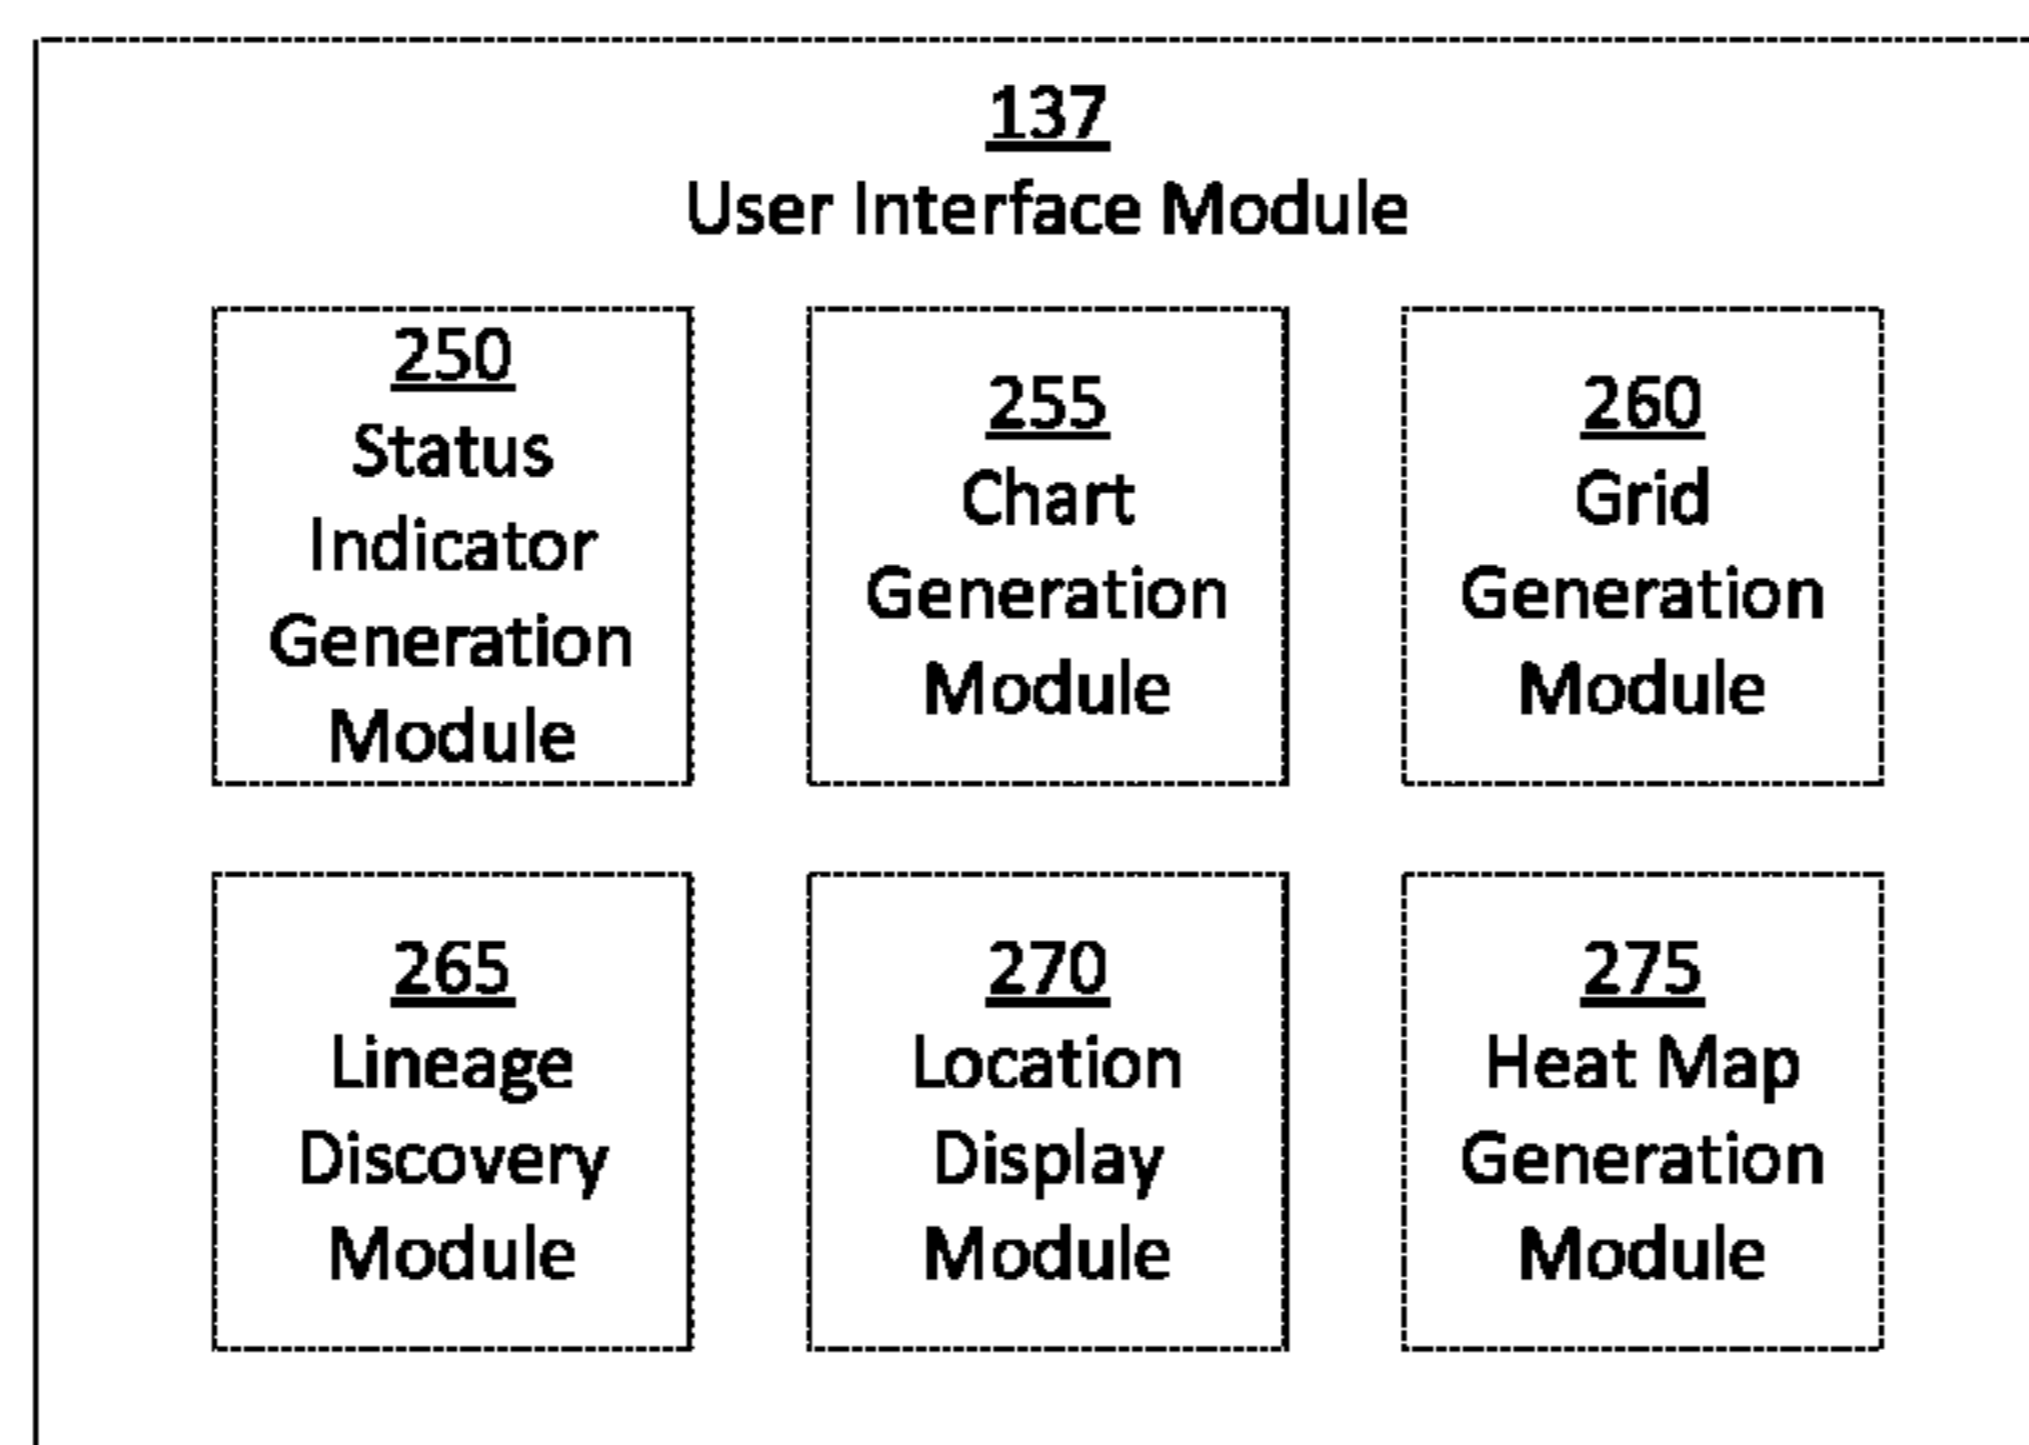 137
User Interface Module
250
Status
Indicator
Generation
Module
255
Chart
Generation
Module
260
Grid
Generation
Module
265
Lineage
Discovery
Module
270
Location
Display
Module
275
Heat Map
Generation
Module